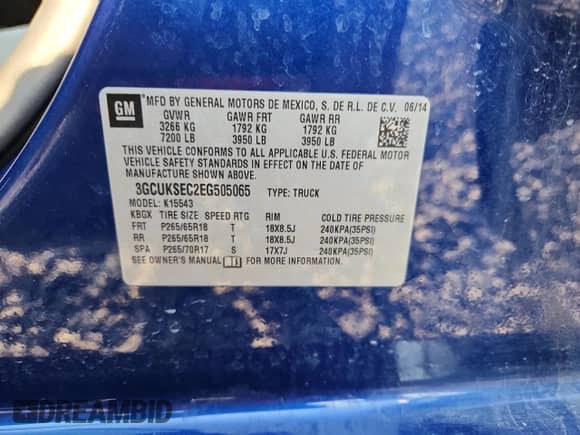 GM MFD BY GENERAL MOTORS DE MEXICO, S. DE R.L. DE C.V. 06/14
GVWR GAWR FRT GAWR RR
3266 KG 1792 KG 1792 KG
7200 LB 3950 LB 3950 LB
THIS VEHICLE CONFORMS TO ALL APPLICABLE U.S. FEDERAL MOTOR
VEHICLE SAFETY STANDARDS IN EFFECT ON THE DATE OF
MANUFACTURE SHOWN ABOVE.
3GCUKSEC2EG505065 TYPE: TRUCK
MODEL: K15543
KBGX TIRE SIZE SPEED RTG RIM COLD TIRE PRESSURE
FRT P265/65R18 T 18X8.5J 240KPA(35PSI)
RR P265/65R18 T 18X8.5J 240KPA(35PSI)
SPA P265/70R17 S 17X7J 240KPA(35PSI)
SEE OWNER'S MANUAL FOR MORE INFORMATION.
DREAMBID